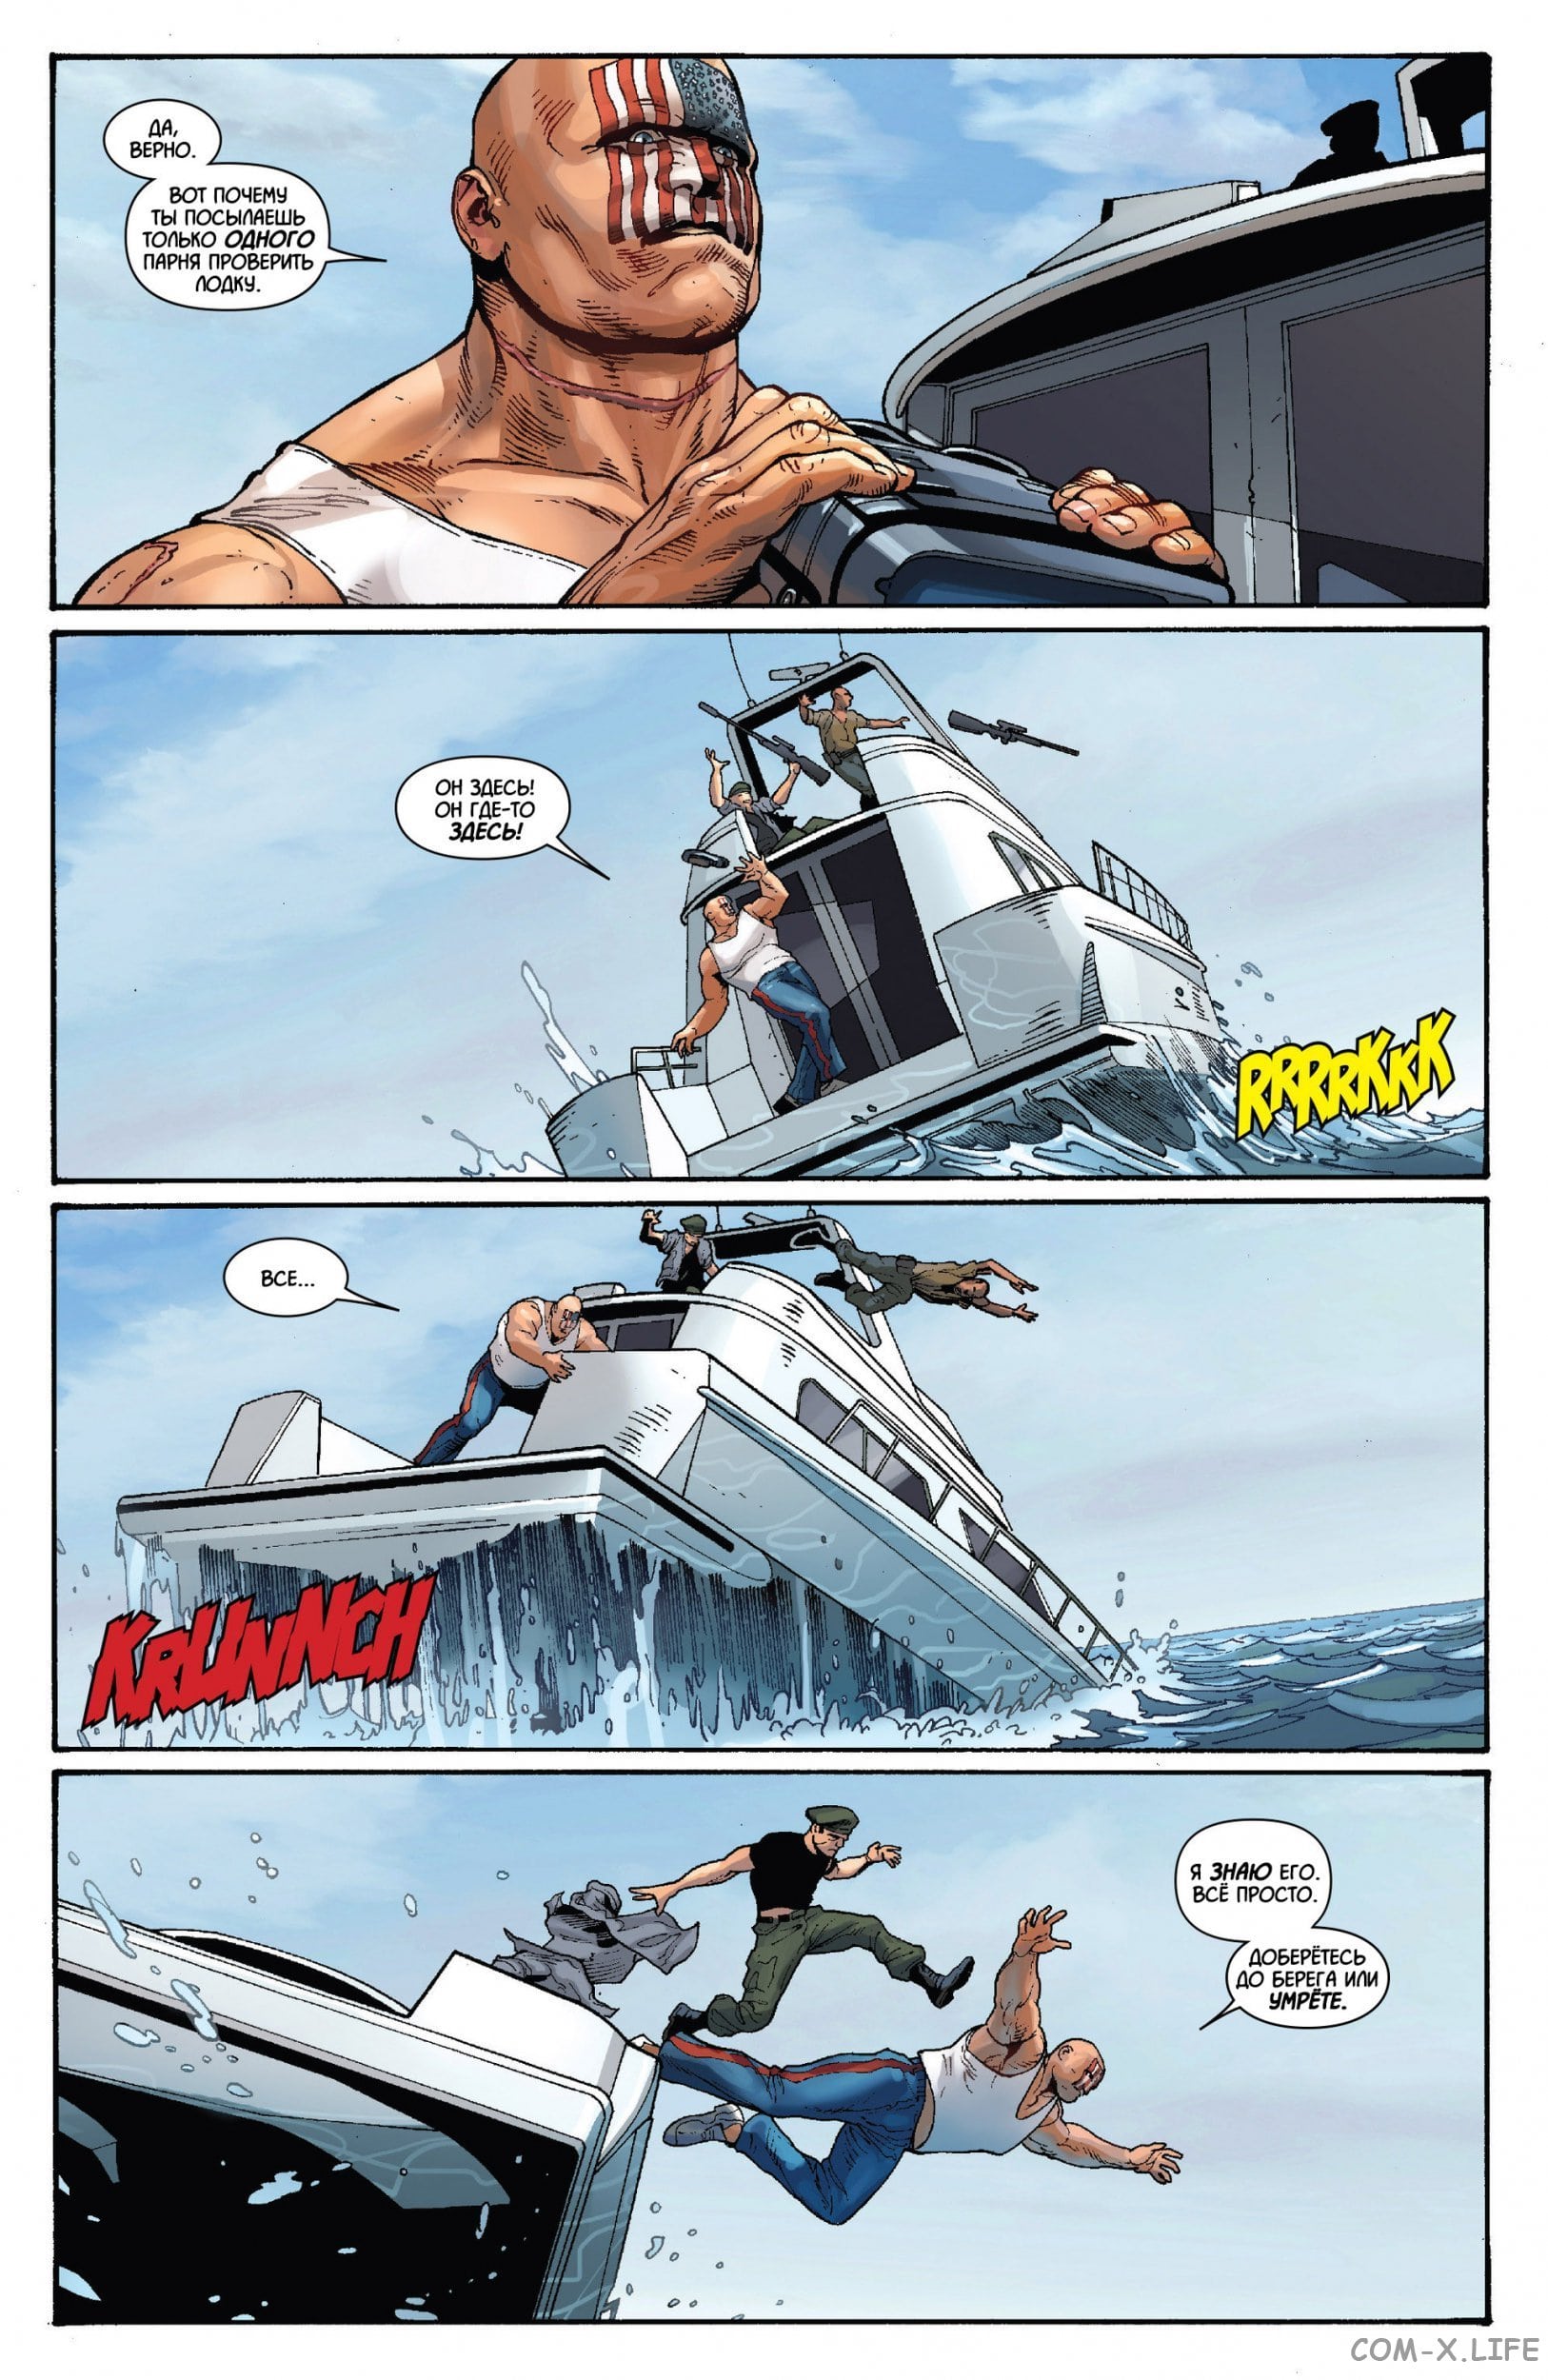 ДА,
ВЕРНО.
ВОТ ПОЧЕМУ
ТЫ ПОСЫЛАЕШЬ
ТОЛЬКО ОДНОГО
ПАРНЯ ПРОВЕРИТЬ
ЛОДКУ.
ОН ЗДЕСЬ!
ОН ГДЕ-ТО
ЗДЕСЬ!
RRRRKKK
ВСЕ...
KRUNNCH
Я ЗНАЮ ЕГО.
ВСЁ ПРОСТО.
ДОБЕРЁТЕСЬ
ДО БЕРЕГА ИЛИ
УМРЁТЕ.
COM-X.LIFE